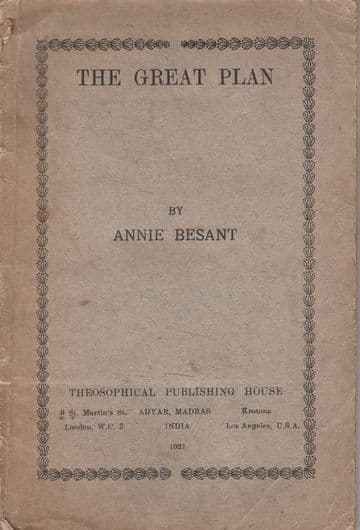 THE GREAT PLAN
BY
ANNIE BESANT
THEOSOPHICAL PUBLISHING HOUSE
9 St. Martin's St. ADYAR, MADRAS Krotona
London, W.C. 2 INDIA Los Angeles, U.S.A.
1921